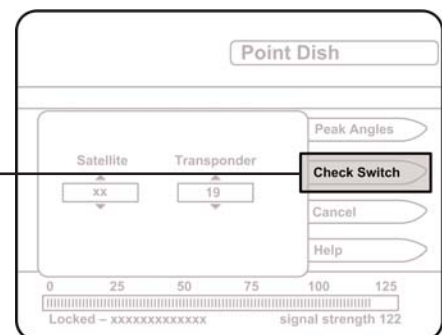 Point Dish
Peak Angles
Satellite Transponder
Check Switch
xx 19
Cancel
Help
0 25 50 75 100 125
Locked – xxxxxxxxxxxxx signal strength 122